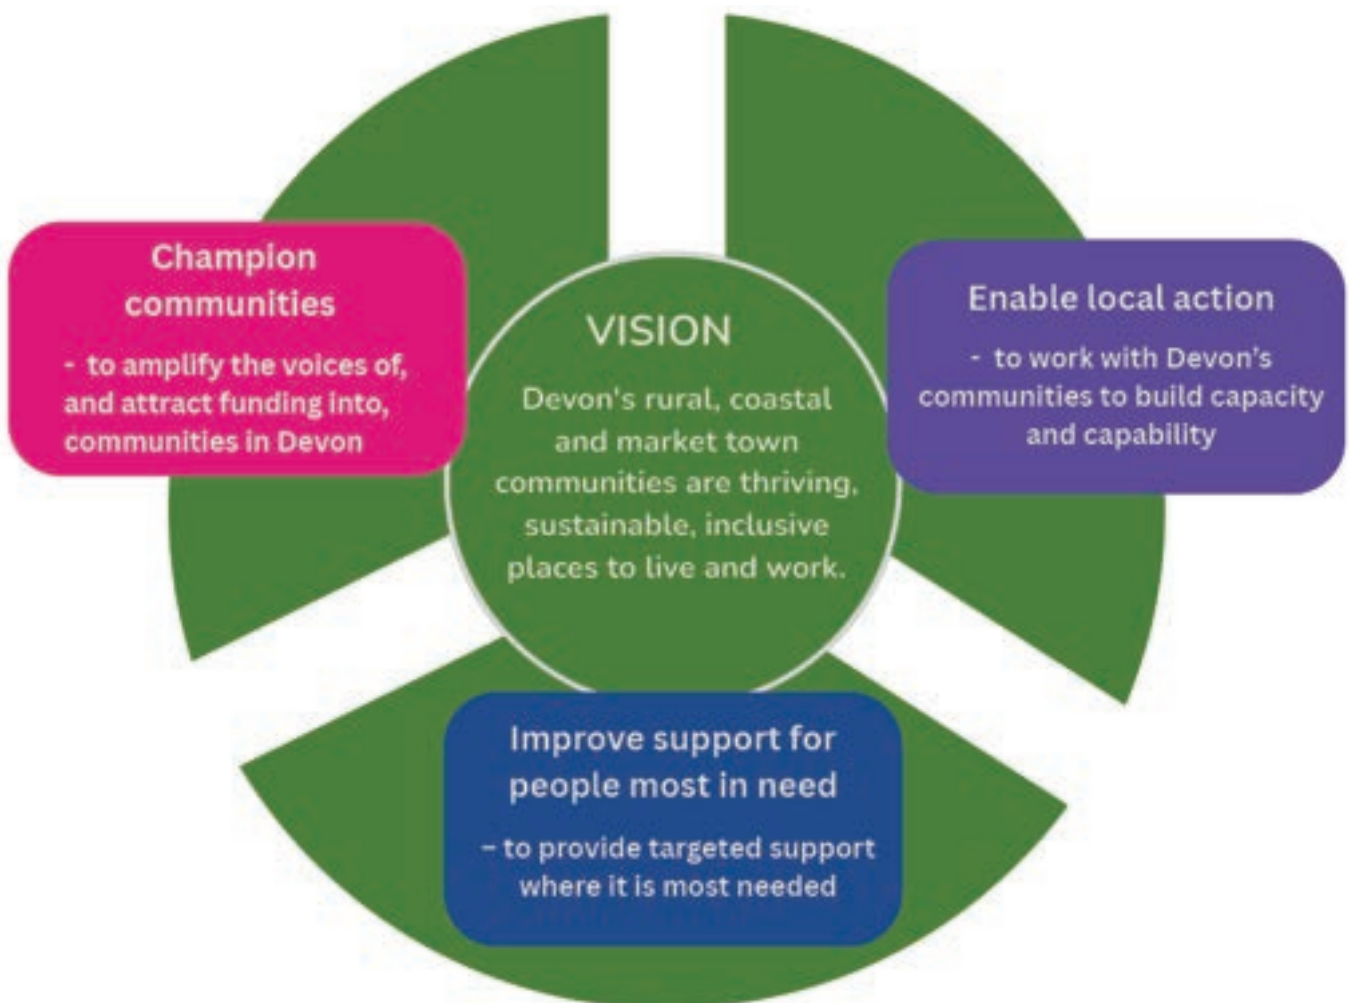 Champion
communities
- to amplify the voices of,
and attract funding into,
communities in Devon
VISION
Devon's rural, coastal
and market town
communities are thriving,
sustainable, inclusive
places to live and work.
Enable local action
- to work with Devon's
communities to build capacity
and capability
Improve support for
people most in need
– to provide targeted support
where it is most needed